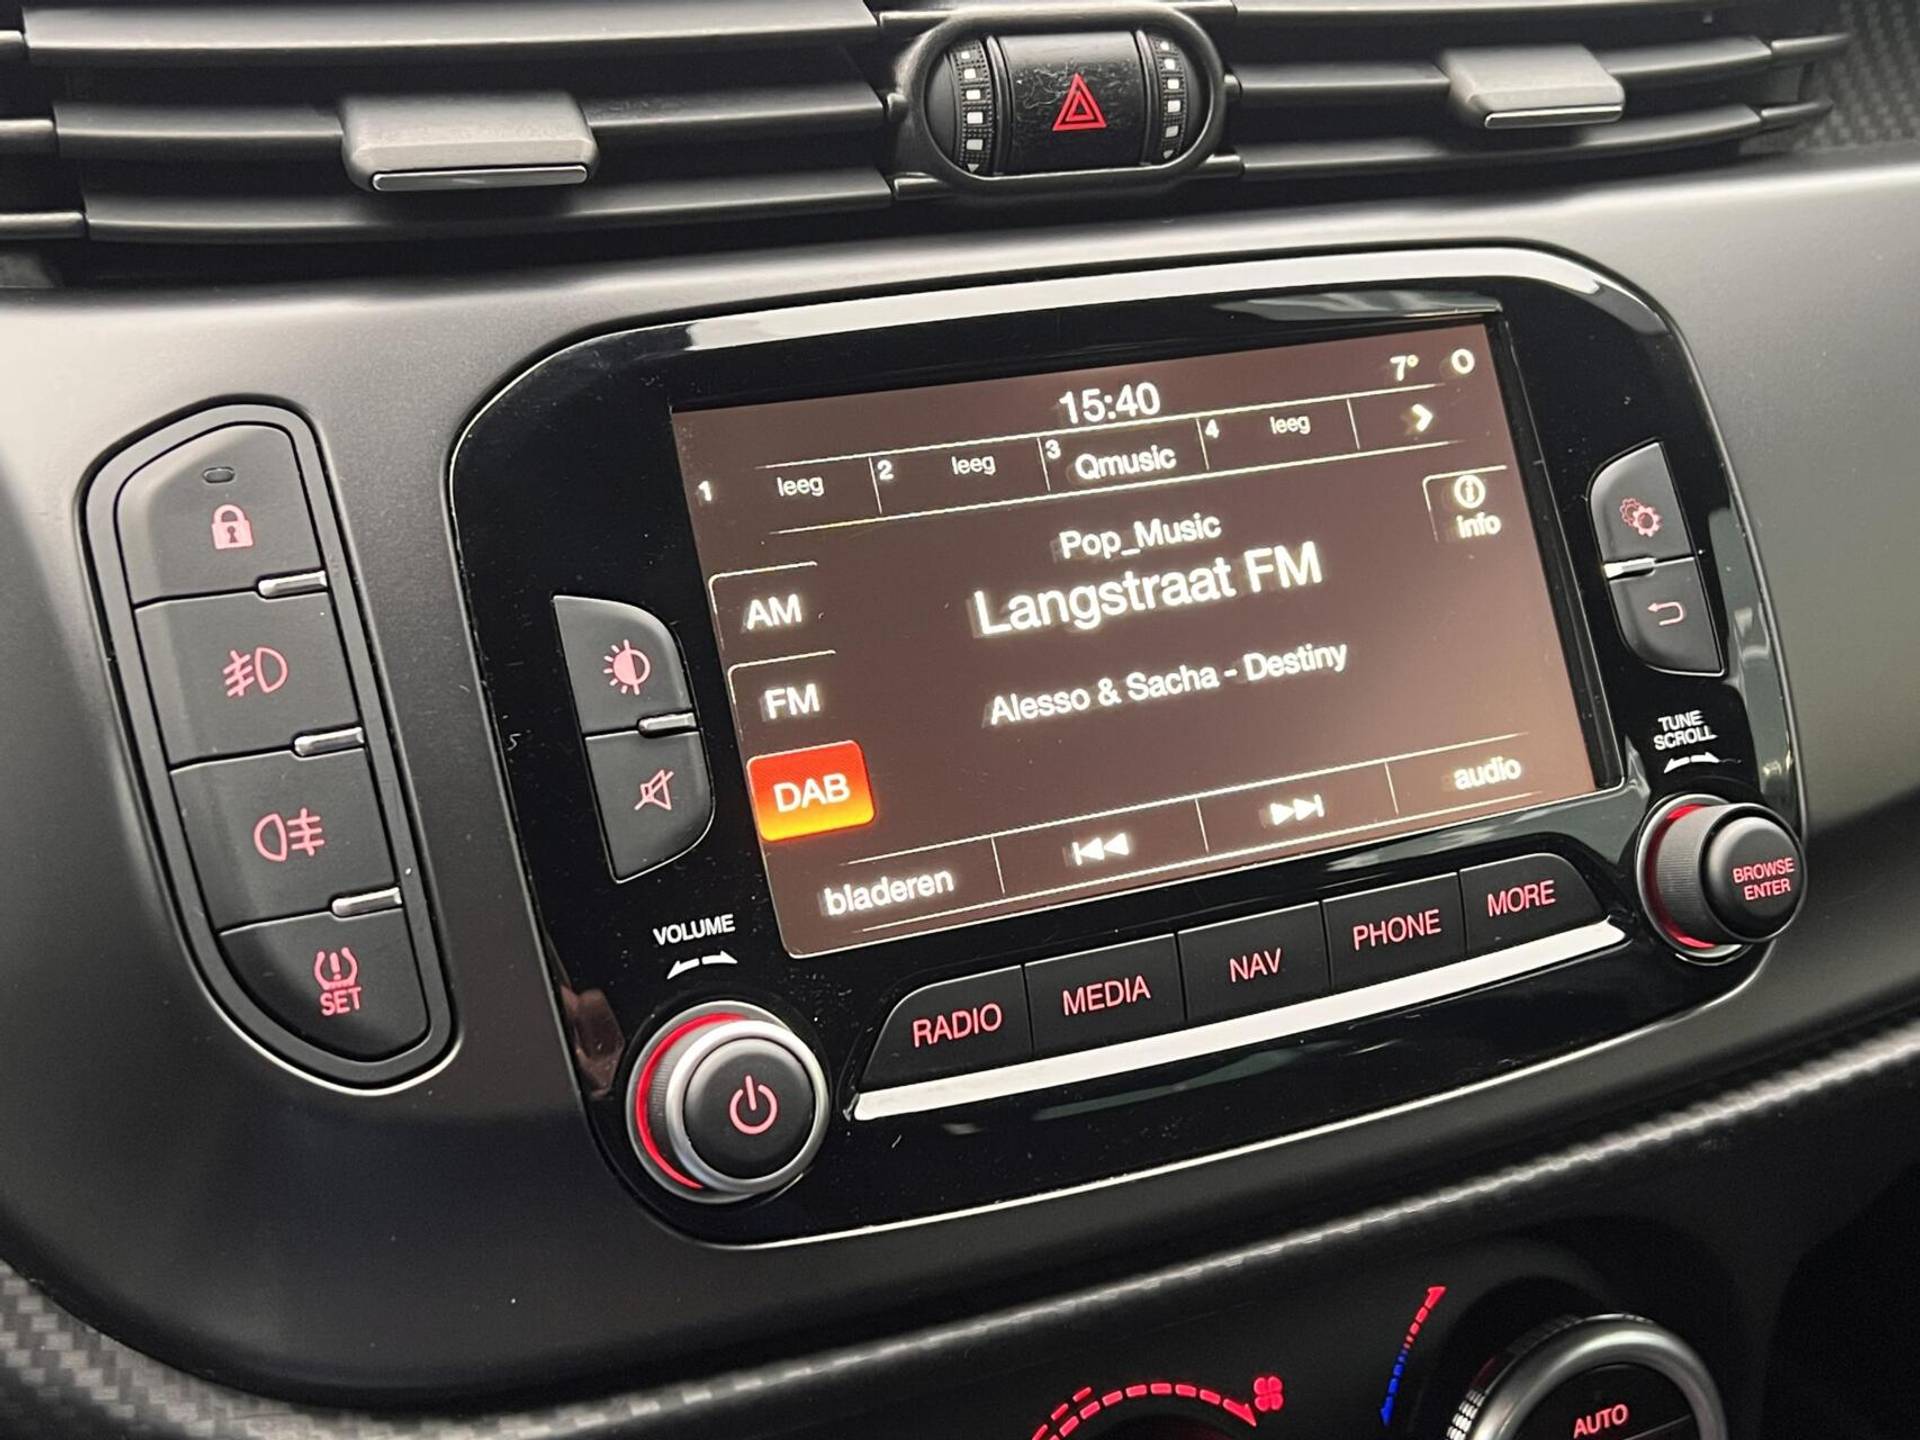 15:40
7° O
1 leeg 2 leeg 3 Qmusic 4 leeg
info
Pop_Music
Langstraat FM
Alesso & Sacha - Destiny
AM
FM
DAB
bladeren
audio
SET
VOLUME
TUNE
SCROLL
BROWSE
ENTER
RADIO MEDIA NAV PHONE MORE
AUTO